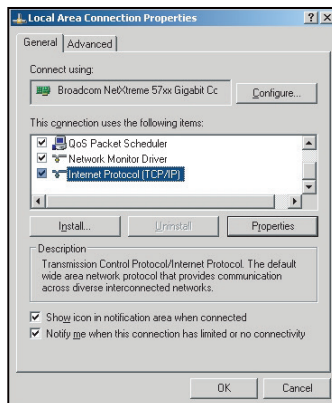 Local Area Connection Properties
General Advanced
Connect using:
Broadcom NetXtreme 57xx Gigabit Cc
Configure...
This connection uses the following items:
QoS Packet Scheduler
Network Monitor Driver
Internet Protocol (TCP/IP)
Install... Uninstall Properties
Description
Transmission Control Protocol/Internet Protocol. The default
wide area network protocol that provides communication
across diverse interconnected networks.
Show icon in notification area when connected
Notify me when this connection has limited or no connectivity
OK Cancel